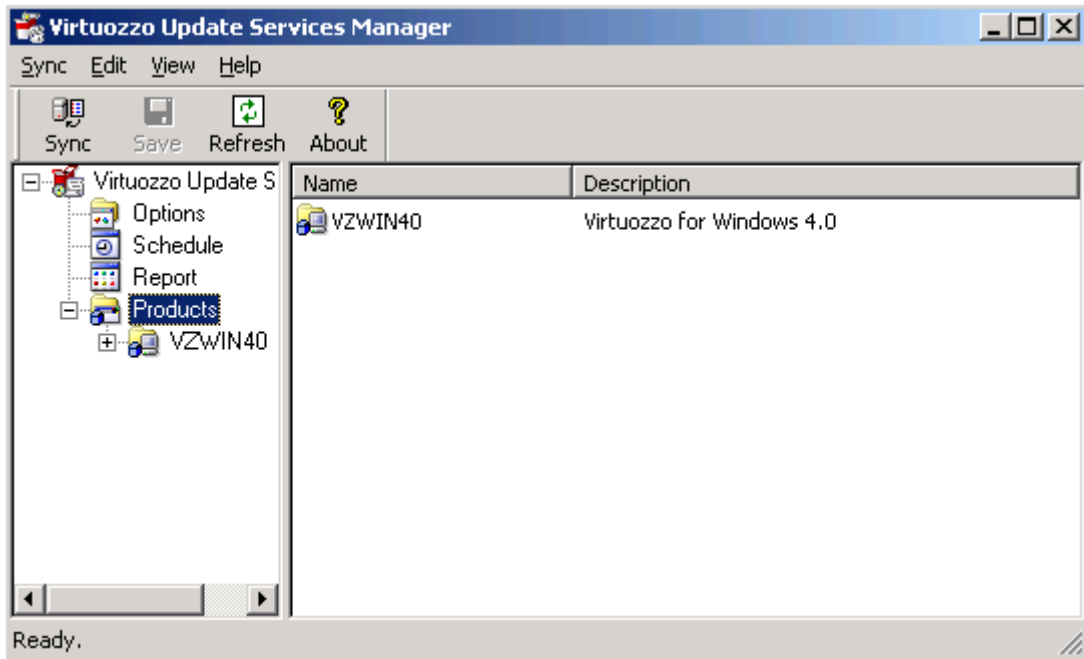 Virtuozzo Update Services Manager
Sync Edit View Help
Sync Save Refresh About
Virtuozzo Update S
Options
Schedule
Report
Products
VZWIN40
Name Description
VZWIN40 Virtuozzo for Windows 4.0
Ready.